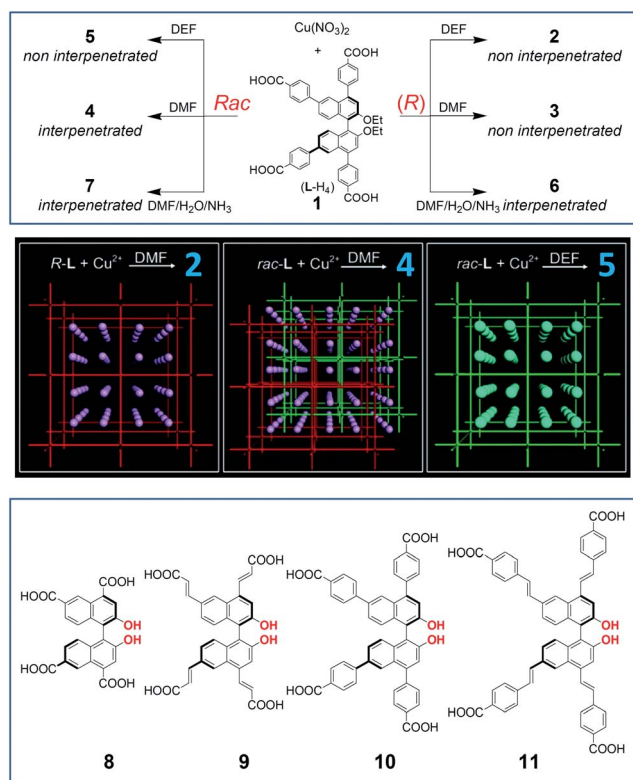 5
non interpenetrated
4
interpenetrated
7
interpenetrated
DEF
DMF
DMF/H2O/NH3
Rac
Cu(NO3)2
+
COOH
HOOC
OEt
OEt
HOOC
COOH
(L-H4)
1
(R)
DEF
DMF
DMF/H2O/NH3
2
non interpenetrated
3
non interpenetrated
6
interpenetrated
R-L + Cu2+ DMF 2
rac-L + Cu2+ DMF 4
rac-L + Cu2+ DEF 5
COOH
HOOC
OH
OH
HOOC
COOH
8
COOH
HOOC
OH
OH
HOOC
COOH
9
COOH
HOOC
OH
OH
HOOC
COOH
10
COOH
HOOC
OH
OH
HOOC
COOH
11